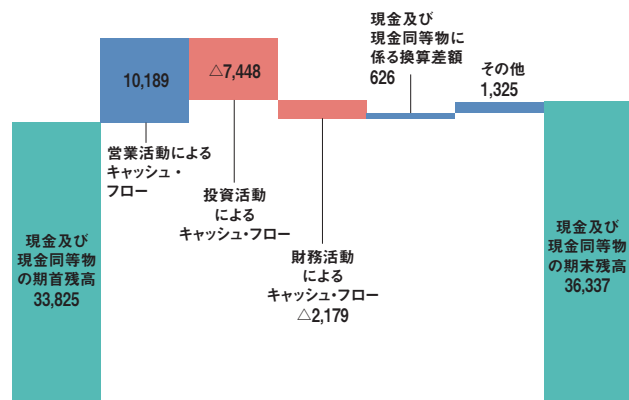 現金及び
現金同等物の期首残高
33,825
10,189
営業活動による
キャッシュ・
フロー
△7,448
投資活動
による
キャッシュ・フロー
財務活動
による
キャッシュ・フロー
△2,179
現金及び
現金同等物に
係る換算差額
626
その他
1,325
現金及び
現金同等物
の期末残高
36,337